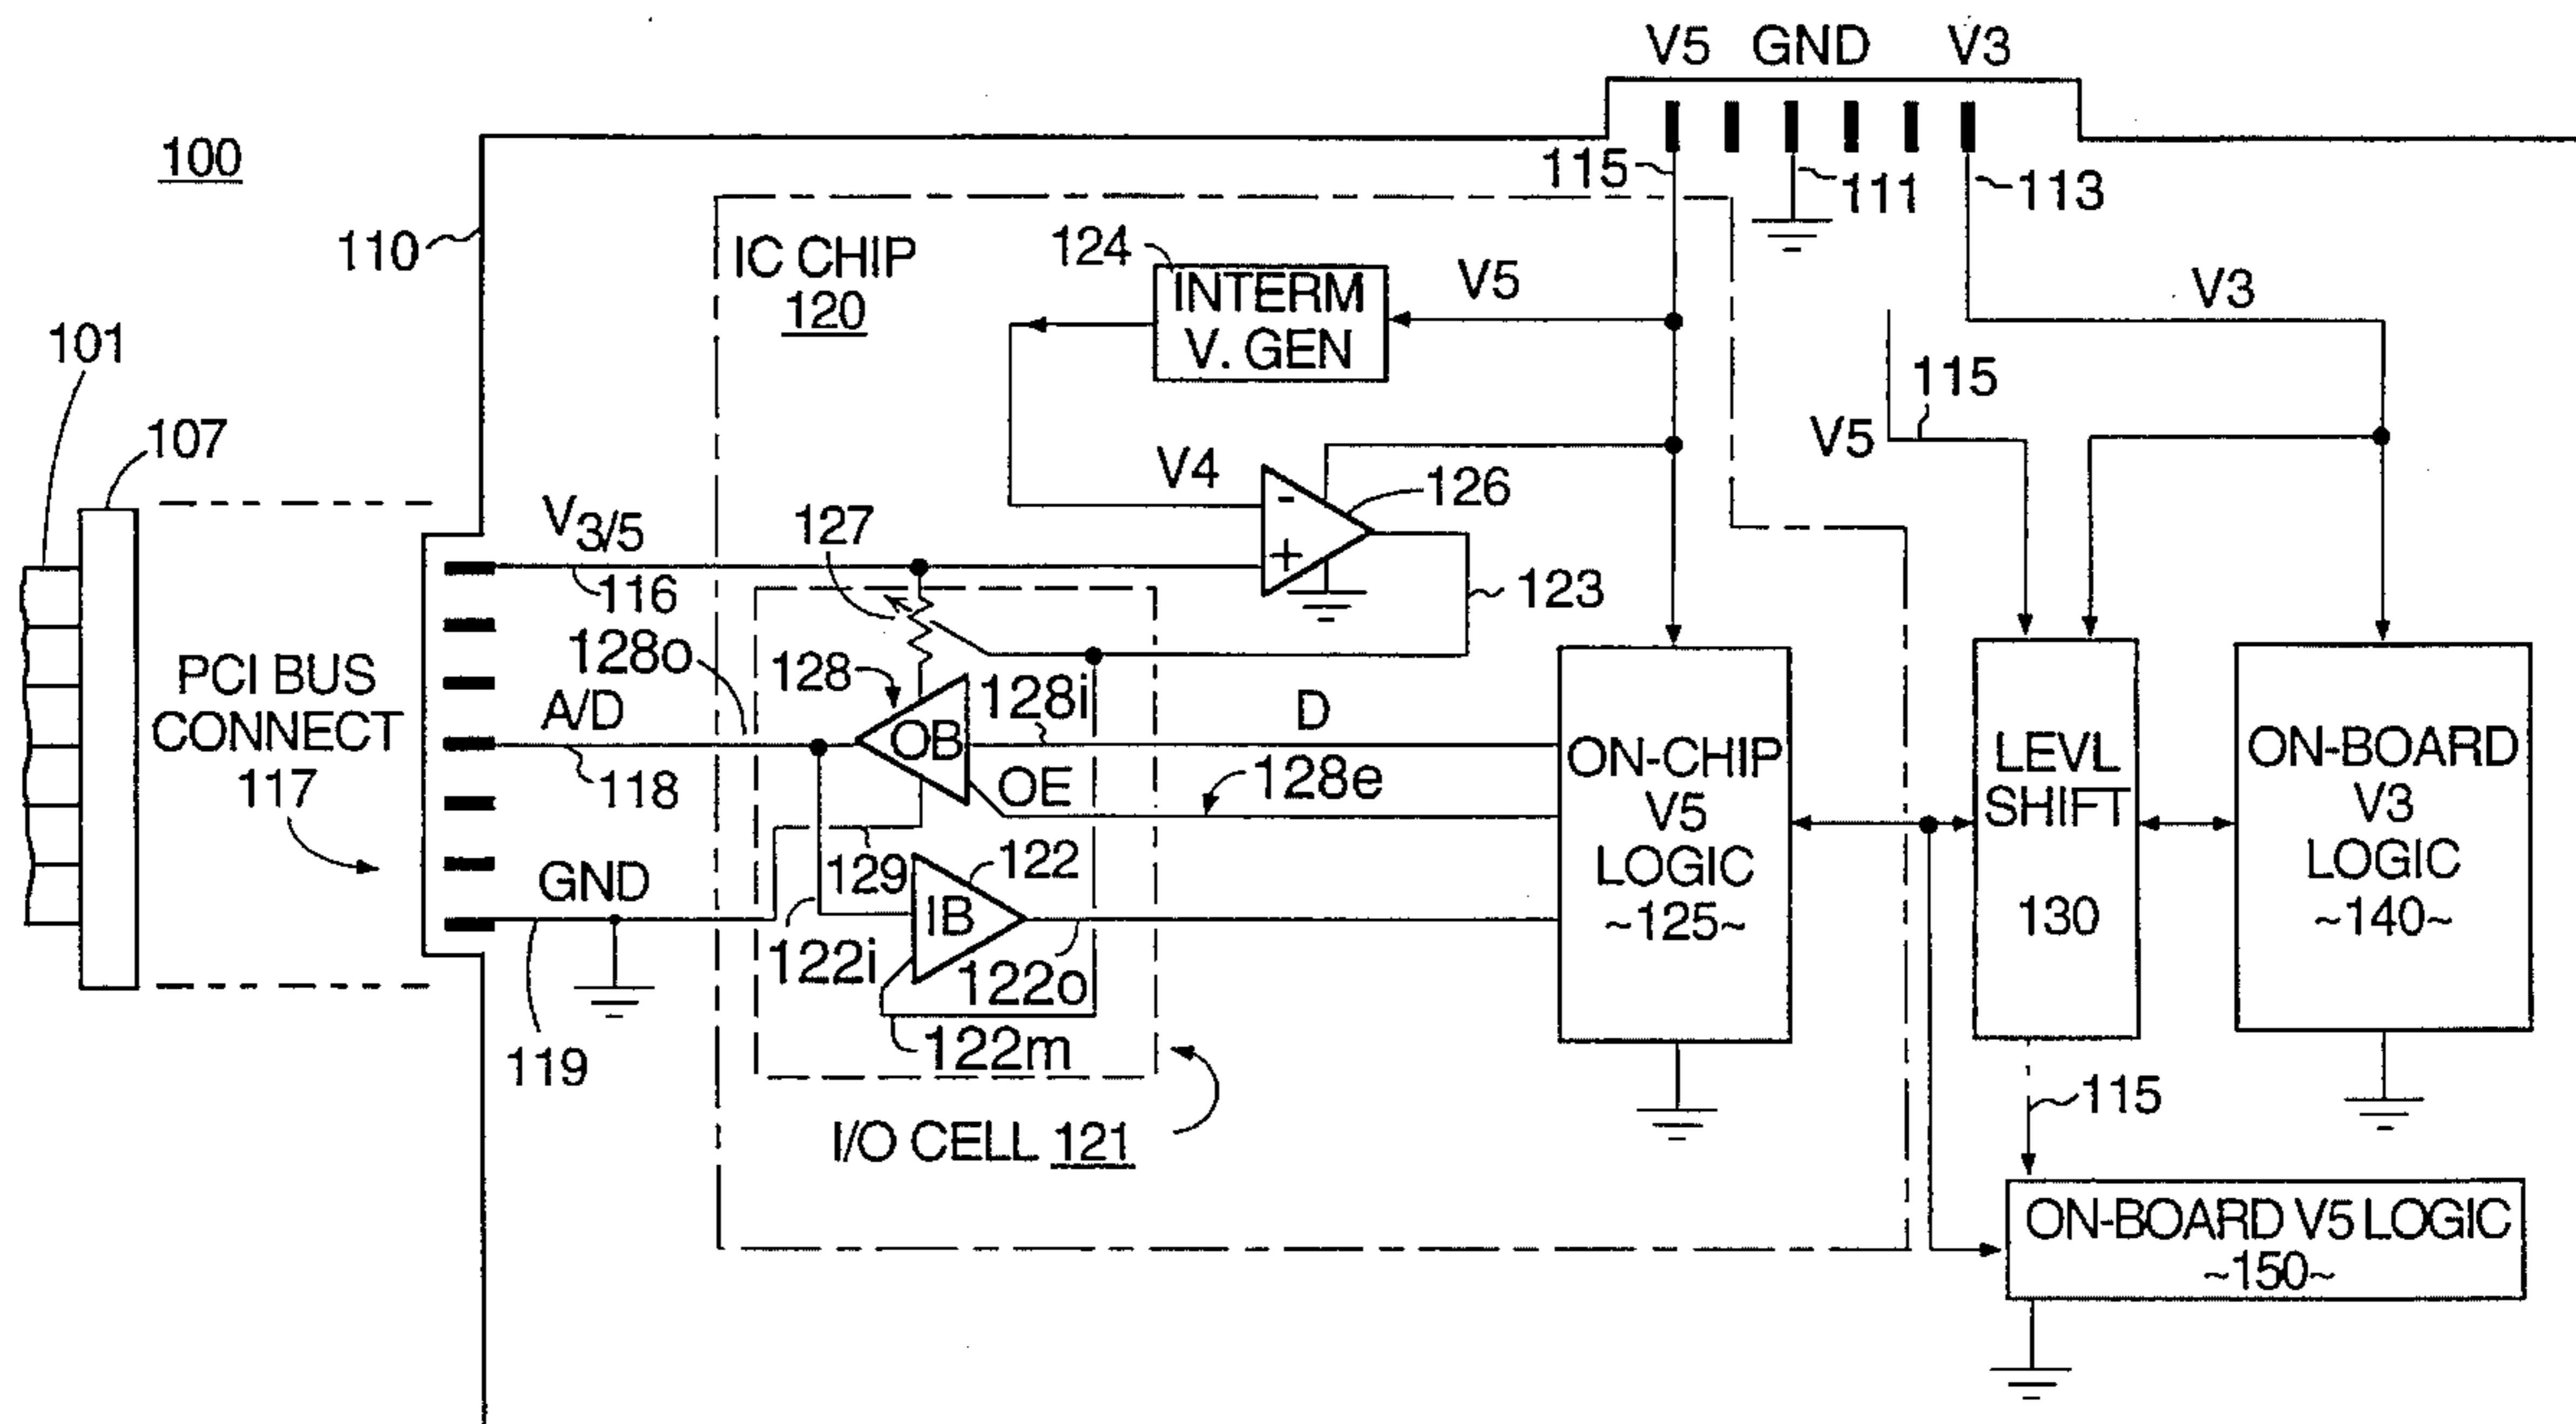 V5 GND V3
100
115
111
113
110
IC CHIP
120
124
INTERM
V. GEN
V5
V3
101
115
V5
107
V4
-
126
V3/5
127
+
116
123
128o
PCI BUS
CONNECT
117
128
128i
D
A/D
OB
118
OE
128e
ON-CHIP
V5
LOGIC
~125~
LEVL
SHIFT
130
ON-BOARD
V3
LOGIC
~140~
129
122
GND
IB
122i
122o
122m
119
115
I/O CELL 121
ON-BOARD V5 LOGIC
~150~